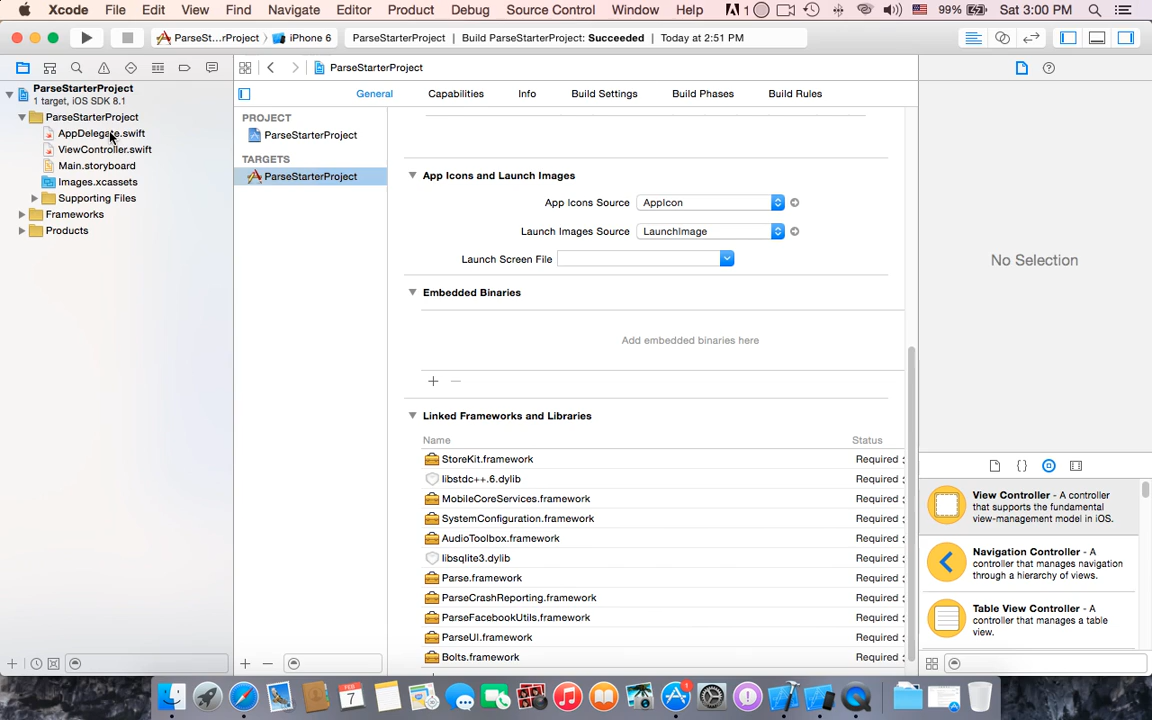 Xcode File Edit View Find Navigate Editor Product Debug Source Control Window Help 1 99% Sat 3:00 PM
ParseSt...rProject iPhone 6 ParseStarterProject Build ParseStarterProject: Succeeded Today at 2:51 PM
ParseStarterProject
ParseStarterProject
1 target, iOS SDK 8.1
ParseStarterProject
AppDelegate.swift
ViewController.swift
Main.storyboard
Images.xcassets
Supporting Files
Frameworks
Products
General Capabilities Info Build Settings Build Phases Build Rules
PROJECT
ParseStarterProject
TARGETS
ParseStarterProject
App Icons and Launch Images
App Icons Source AppIcon
Launch Images Source LaunchImage
Launch Screen File
Embedded Binaries
Add embedded binaries here
Linked Frameworks and Libraries
Name Status
StoreKit.framework Required
libstdc++.6.dylib Required
MobileCoreServices.framework Required
SystemConfiguration.framework Required
AudioToolbox.framework Required
libsqlite3.dylib Required
Parse.framework Required
ParseCrashReporting.framework Required
ParseFacebookUtils.framework Required
ParseUI.framework Required
Bolts.framework Required
No Selection
{ }
View Controller - A controller
that supports the fundamental
view-management model in iOS.
Navigation Controller - A
controller that manages navigation
through a hierarchy of views.
Table View Controller - A
controller that manages a table
view.
FEB
7
1